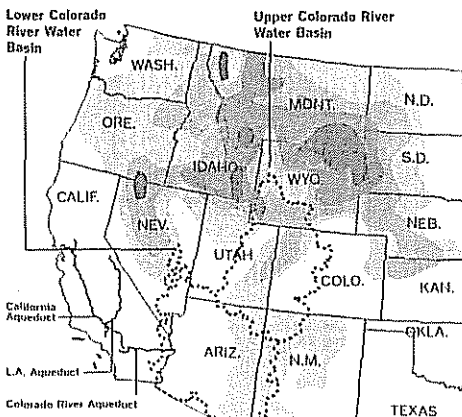 Lower Colorado
River Water
Basin
Upper Colorado River
Water Basin
WASH.
MONT.
N.D.
ORE.
IDAHO
WYO.
S.D.
CALIF.
NEV.
UTAH
COLO.
NEB.
KAN.
California
Aqueduct
ARIZ.
N.M.
OKLA.
L.A. Aqueduct
Colorado River Aqueduct
TEXAS